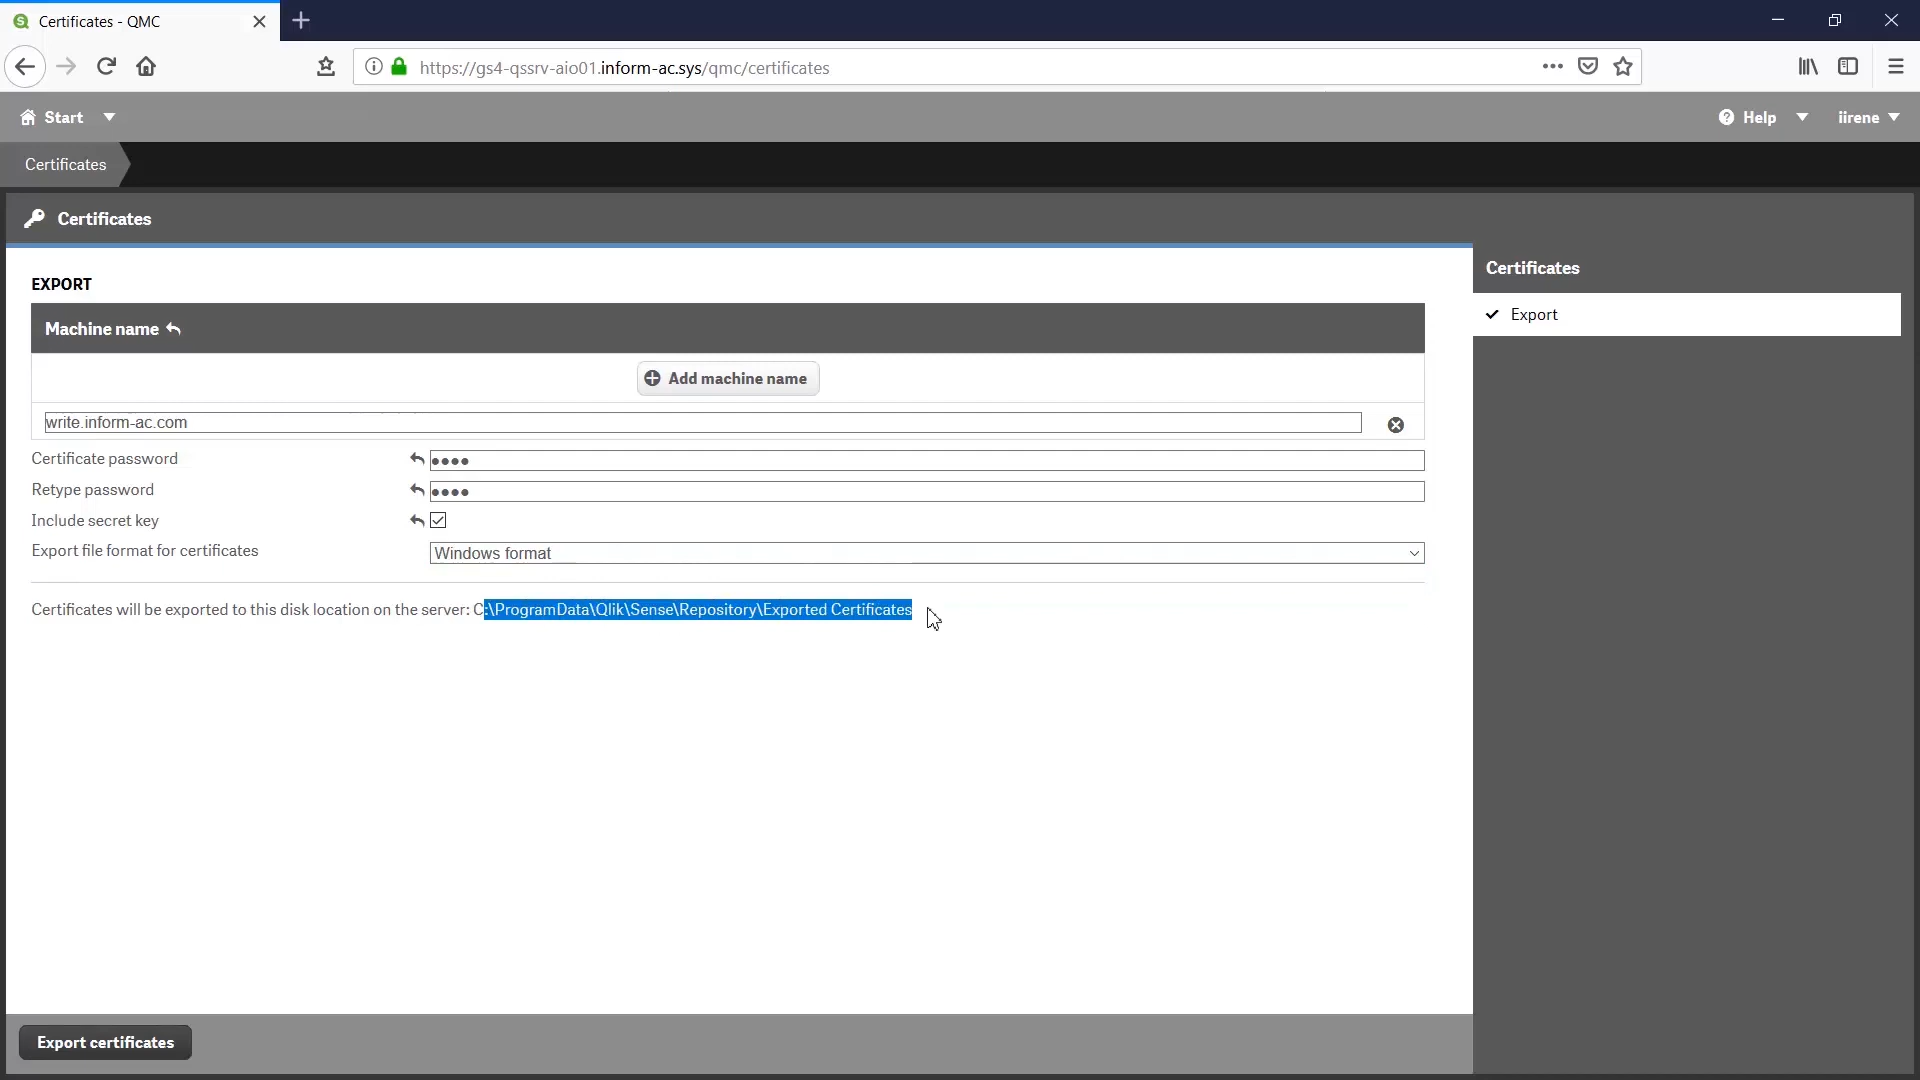 Certificates - QMC
https://gs4-qssrv-aio01.inform-ac.sys/qmc/certificates
Start
Help
iirene
Certificates
Certificates
EXPORT
Machine name
Add machine name
write.inform-ac.com
Certificate password
Retype password
Include secret key
Export file format for certificates
Windows format
Certificates will be exported to this disk location on the server: C:\ProgramData\Qlik\Sense\Repository\Exported Certificates
Export certificates
Certificates
Export